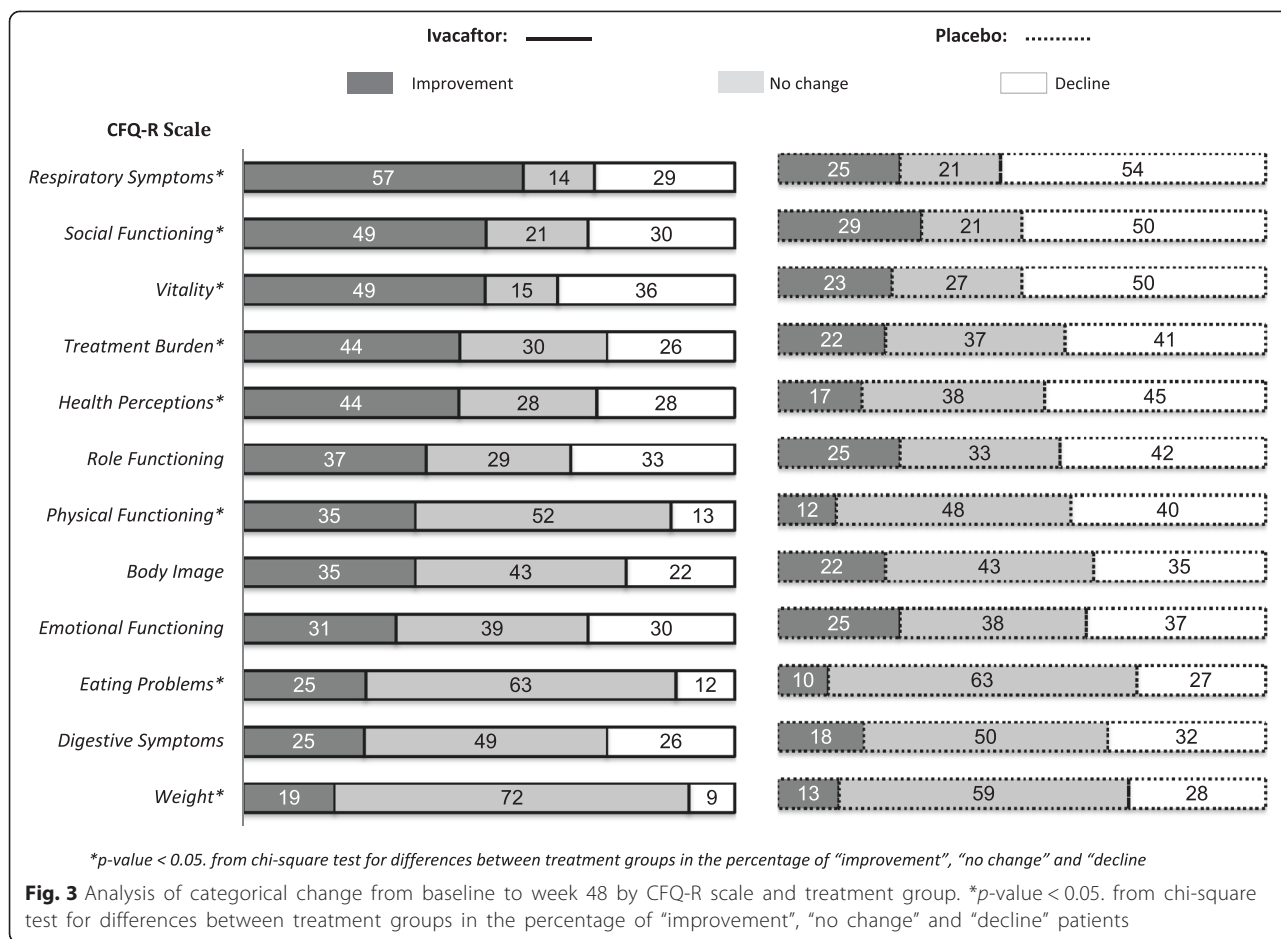 Ivacaftor: Placebo:
Improvement No change Decline
CFQ-R Scale
Respiratory Symptoms* 57 14 29 25 21 54
Social Functioning* 49 21 30 29 21 50
Vitality* 49 15 36 23 27 50
Treatment Burden* 44 30 26 22 37 41
Health Perceptions* 44 28 28 17 38 45
Role Functioning 37 29 33 25 33 42
Physical Functioning* 35 52 13 12 48 40
Body Image 35 43 22 22 43 35
Emotional Functioning 31 39 30 25 38 37
Eating Problems* 25 63 12 10 63 27
Digestive Symptoms 25 49 26 18 50 32
Weight* 19 72 9 13 59 28
*p-value < 0.05. from chi-square test for differences between treatment groups in the percentage of “improvement”, “no change” and “decline
Fig. 3 Analysis of categorical change from baseline to week 48 by CFQ-R scale and treatment group. *p-value < 0.05. from chi-square
test for differences between treatment groups in the percentage of “improvement”, “no change” and “decline” patients